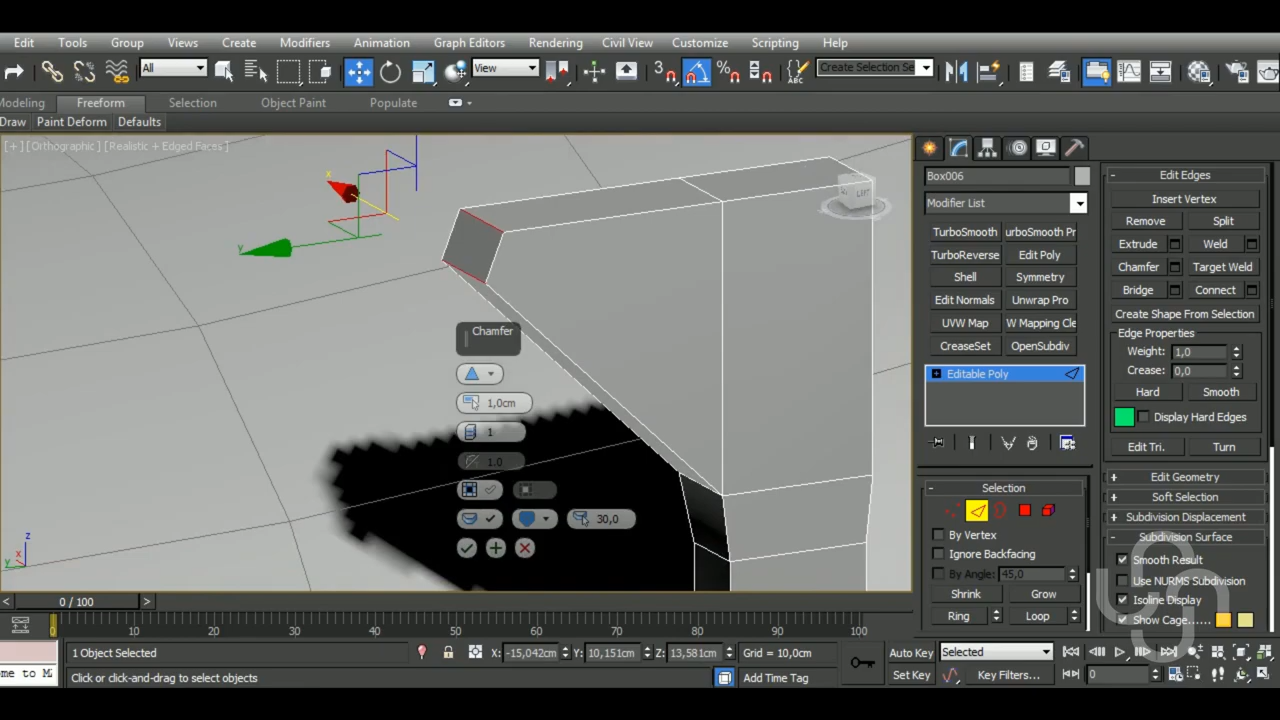 Edit Tools Group Views Create Modifiers Animation Graph Editors Rendering Civil View Customize Scripting Help
All View 3 Create Selection Se
Modeling Freeform Selection Object Paint Populate
Draw Paint Deform Defaults
[+] [Orthographic] [Realistic + Edged Faces]
x
y
Chamfer
1,0cm
1
1.0
30,0
z
x
y
Box006
Modifier List
TurboSmooth urboSmooth Pr
TurboReverse Edit Poly
Shell Symmetry
Edit Normals Unwrap Pro
UVW Map W Mapping Cle
CreaseSet OpenSubdiv
Editable Poly
- Selection
By Vertex
Ignore Backfacing
By Angle: 45,0
Shrink Grow
Ring Loop
- Edit Edges
Insert Vertex
Remove Split
Extrude Weld
Chamfer Target Weld
Bridge Connect
Create Shape From Selection
Edge Properties
Weight: 1,0
Crease: 0,0
Hard Smooth
Display Hard Edges
Edit Tri. Turn
+ Edit Geometry
+ Soft Selection
+ Subdivision Displacement
- Subdivision Surface
Smooth Result
Use NURMS Subdivision
Isoline Display
Show Cage......
< 0 / 100 >
0 10 20 30 40 50 60 70 80 90 100
1 Object Selected X: -15,042cm Y: 10,151cm Z: 13,581cm Grid = 10,0cm Auto Key Selected
Click or click-and-drag to select objects Add Time Tag Set Key Key Filters... 0